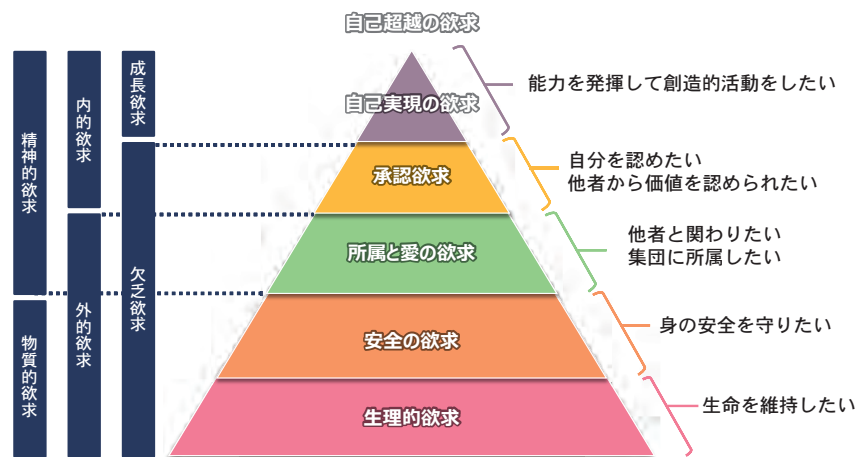 自己超越の欲求
自己実現の欲求
承認欲求
所属と愛の欲求
安全の欲求
生理的欲求
精神的欲求
物質的欲求
内的欲求
外的欲求
成長欲求
欠乏欲求
能力を発揮して創造的活動をしたい
自分を認めたい
他者から価値を認められたい
他者と関わりたい
集団に所属したい
身の安全を守りたい
生命を維持したい